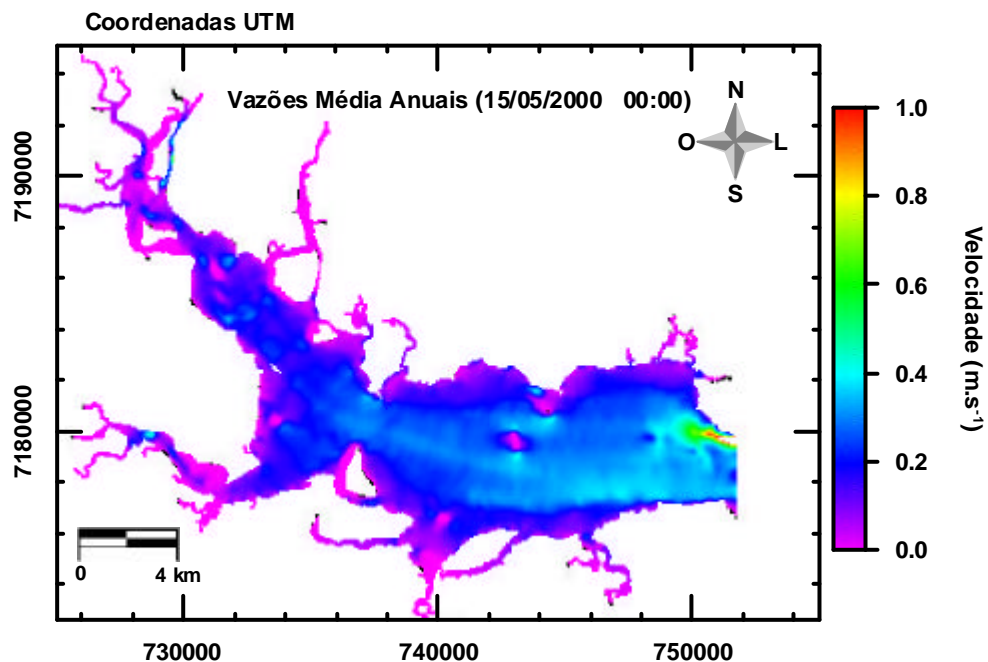 Coordenadas UTM
Vazões Média Anuais (15/05/2000 00:00)
N
O
L
S
7190000
7180000
0
4 km
730000
740000
750000
1.0
0.8
0.6
0.4
0.2
0.0
Velocidade (m.s-1)